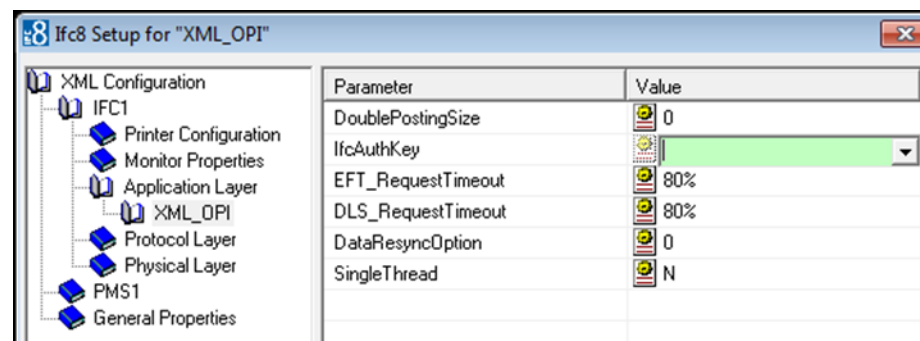 Ifc8 Setup for "XML_OPI"
XML Configuration
IFC1
Printer Configuration
Monitor Properties
Application Layer
XML_OPI
Protocol Layer
Physical Layer
PMS1
General Properties
Parameter Value
DoublePostingSize 0
IfcAuthKey
EFT_RequestTimeout 80%
DLS_RequestTimeout 80%
DataResyncOption 0
SingleThread N